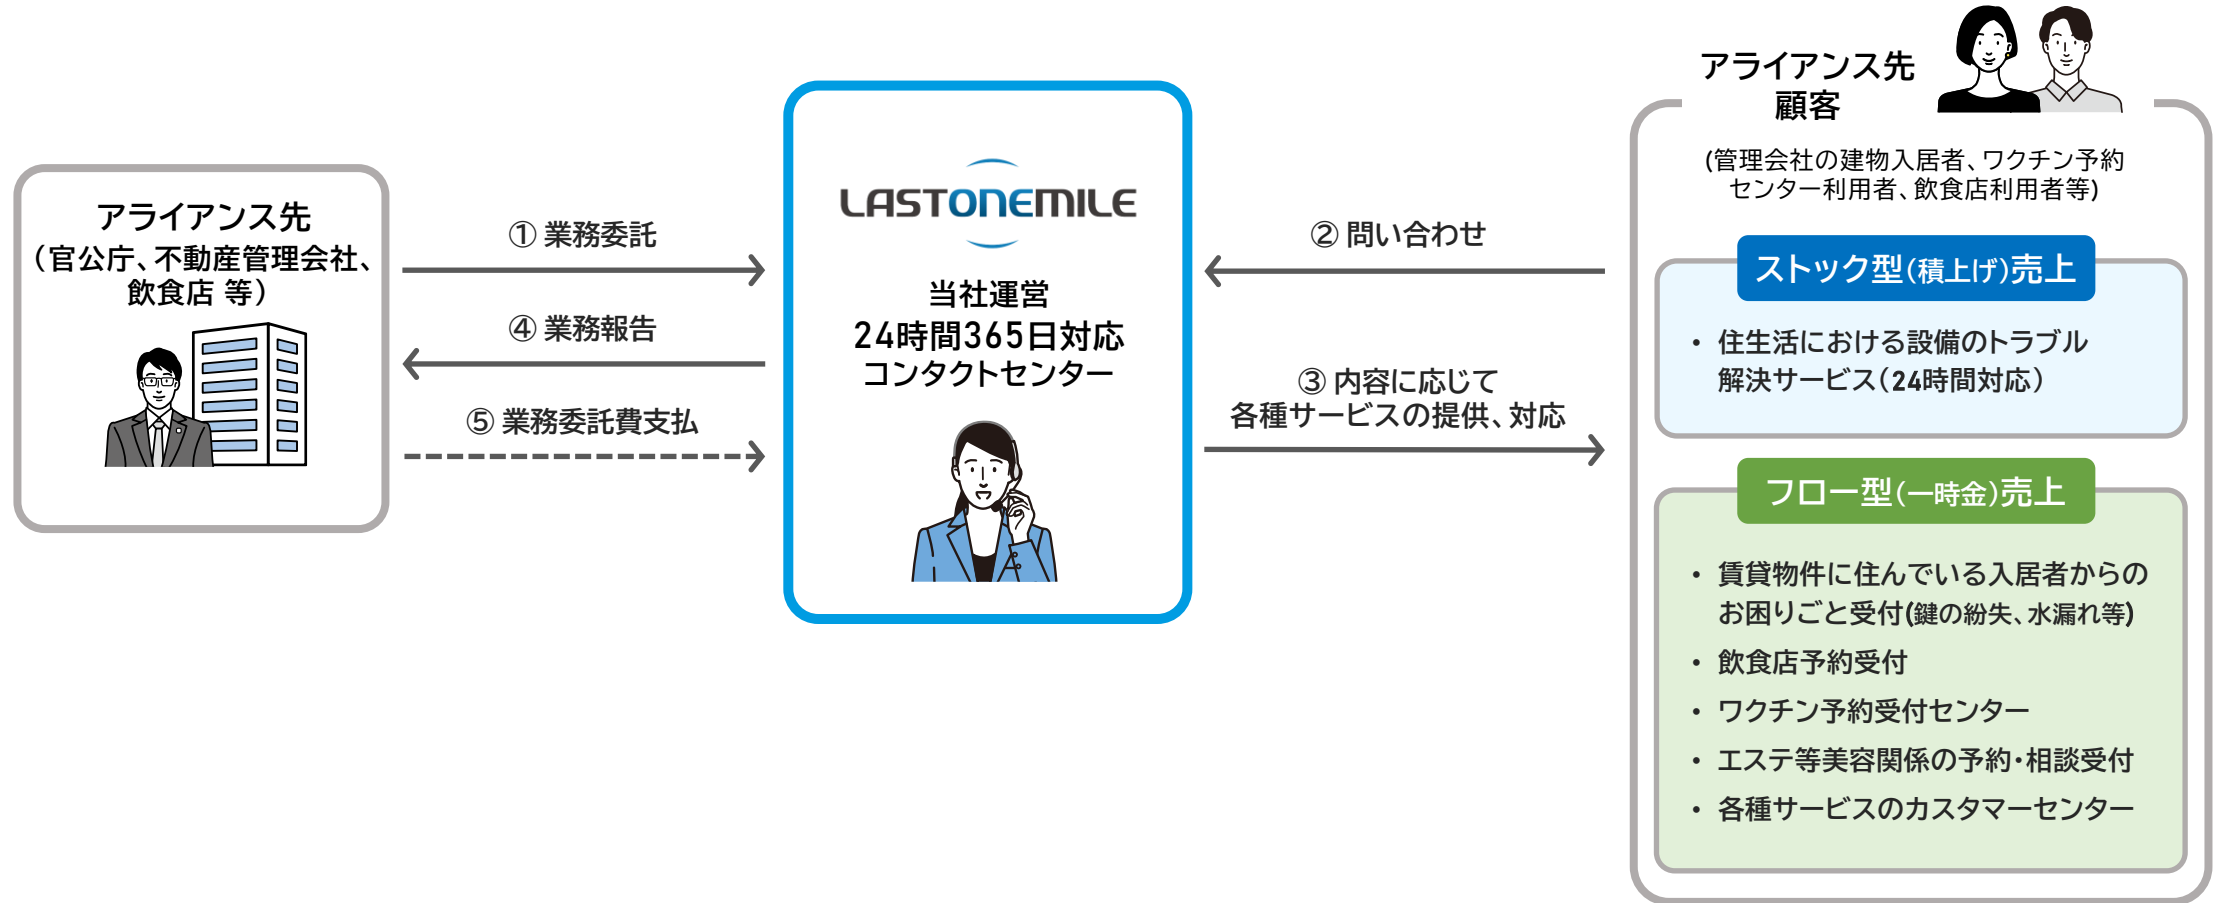 アライアンス先
（官公庁、不動産管理会社、
飲食店 等）
① 業務委託
④ 業務報告
⑤ 業務委託費支払
LASTONEMILE
当社運営
24時間365日対応
コンタクトセンター
② 問い合わせ
③ 内容に応じて
各種サービスの提供、対応
アライアンス先
顧客
(管理会社の建物入居者、ワクチン予約
センター利用者、飲食店利用者等)
ストック型（積上げ）売上
・ 住生活における設備のトラブル
解決サービス（24時間対応）
フロー型（一時金）売上
・ 賃貸物件に住んでいる入居者からの
お困りごと受付(鍵の紛失、水漏れ等)
・ 飲食店予約受付
・ ワクチン予約受付センター
・ エステ等美容関係の予約・相談受付
・ 各種サービスのカスタマーセンター